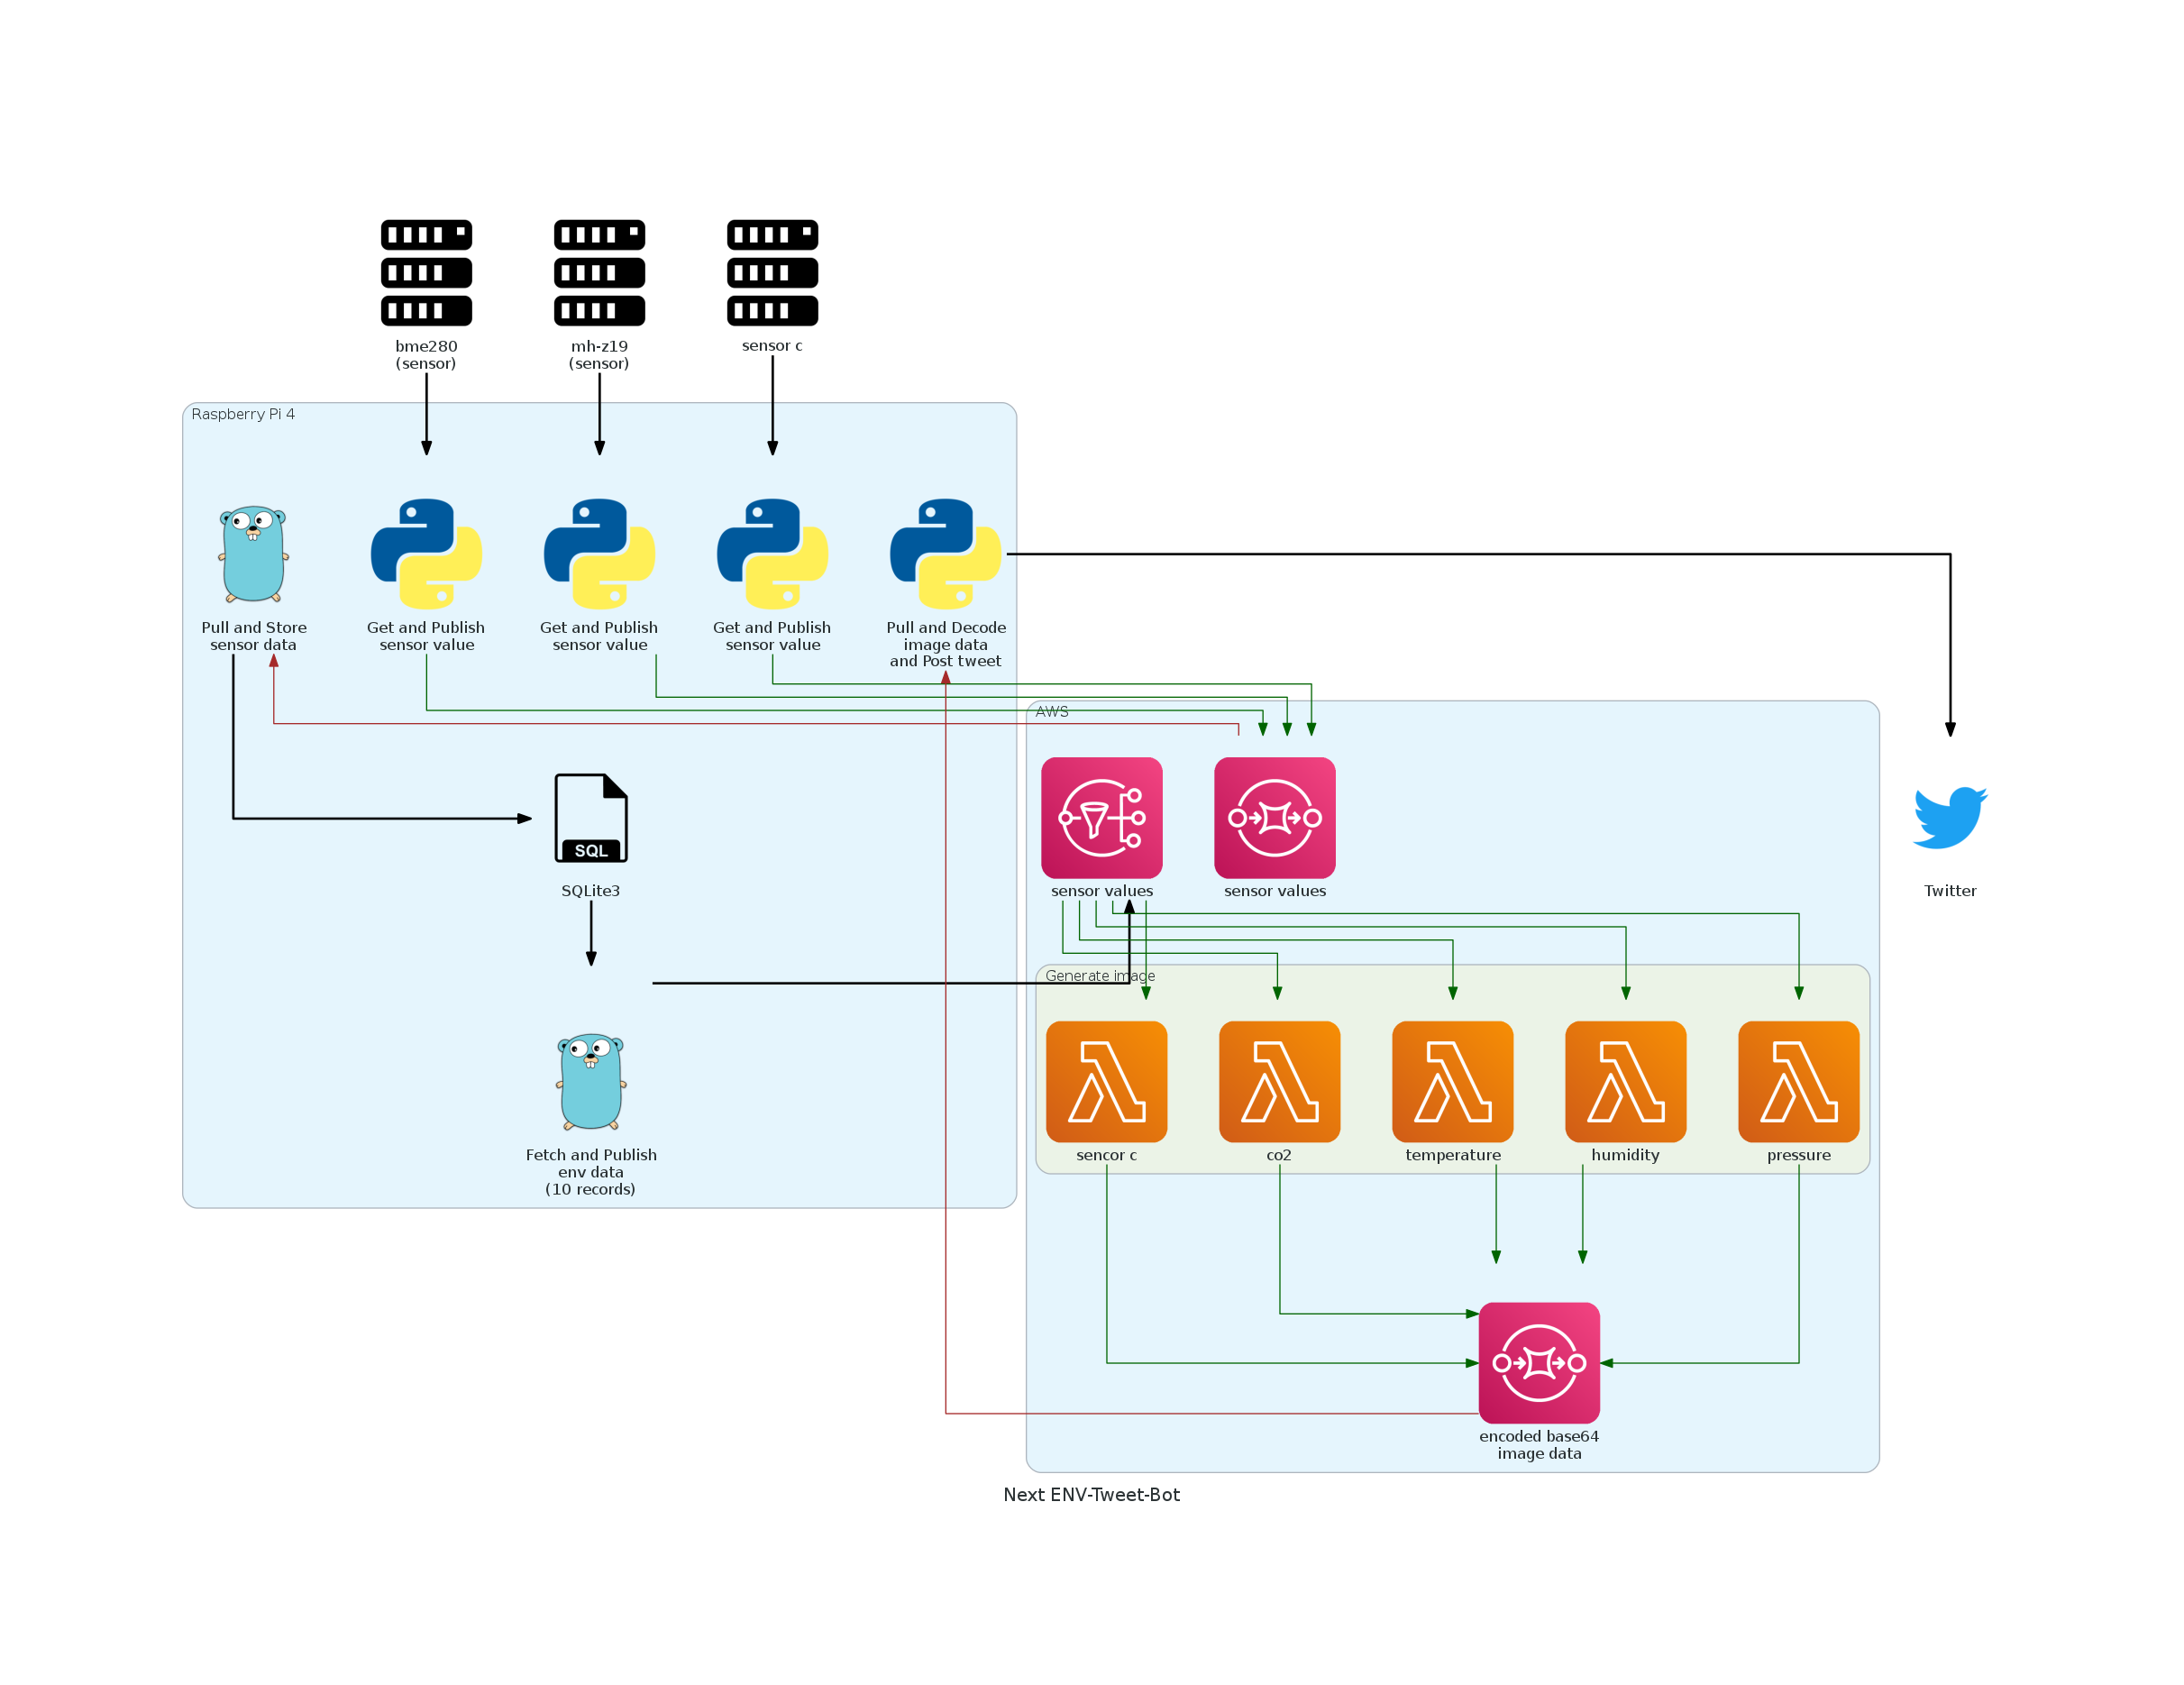 bme280
(sensor)
mh-z19
(sensor)
sensor c
Raspberry Pi 4
Pull and Store
sensor data
Get and Publish
sensor value
Get and Publish
sensor value
Get and Publish
sensor value
Pull and Decode
image data
and Post tweet
AWS
SQL
SQLite3
sensor values
sensor values
Twitter
Generate image
Fetch and Publish
env data
(10 records)
sencor c
co2
temperature
humidity
pressure
encoded base64
image data
Next ENV-Tweet-Bot